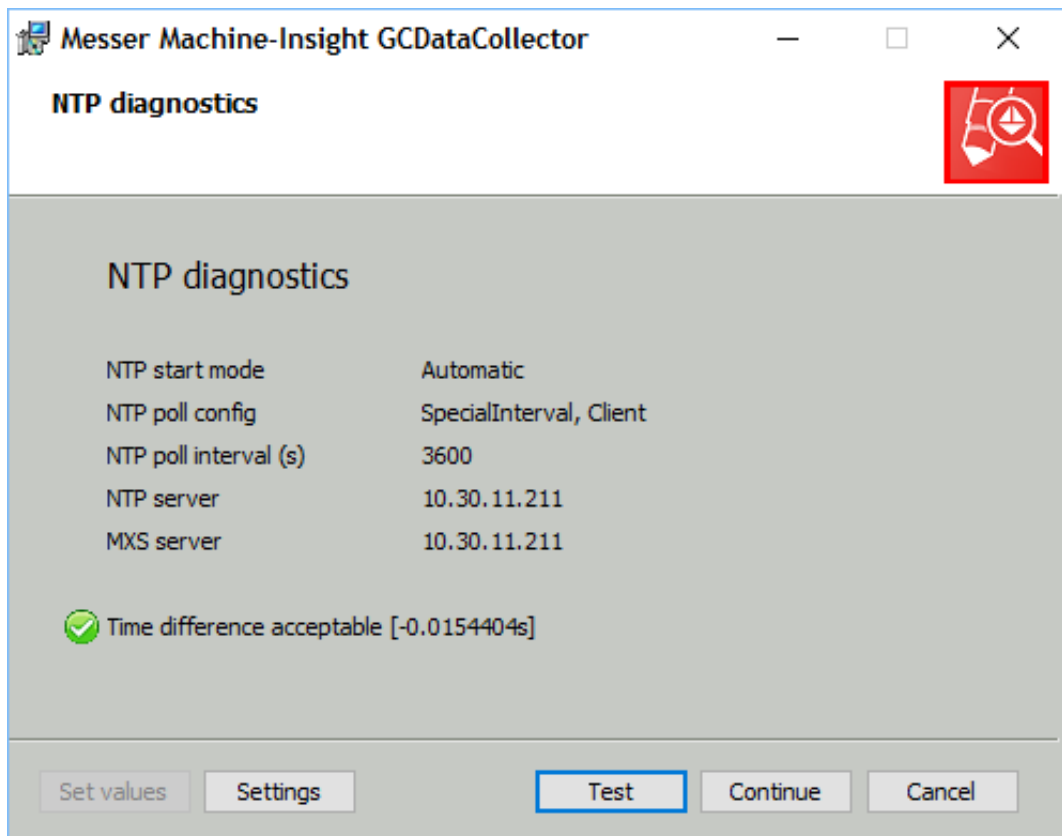 Messer Machine-Insight GCDataCollector
NTP diagnostics
NTP diagnostics
NTP start mode Automatic
NTP poll config SpecialInterval, Client
NTP poll interval (s) 3600
NTP server 10.30.11.211
MXS server 10.30.11.211
Time difference acceptable [-0.0154404s]
Set values Settings Test Continue Cancel